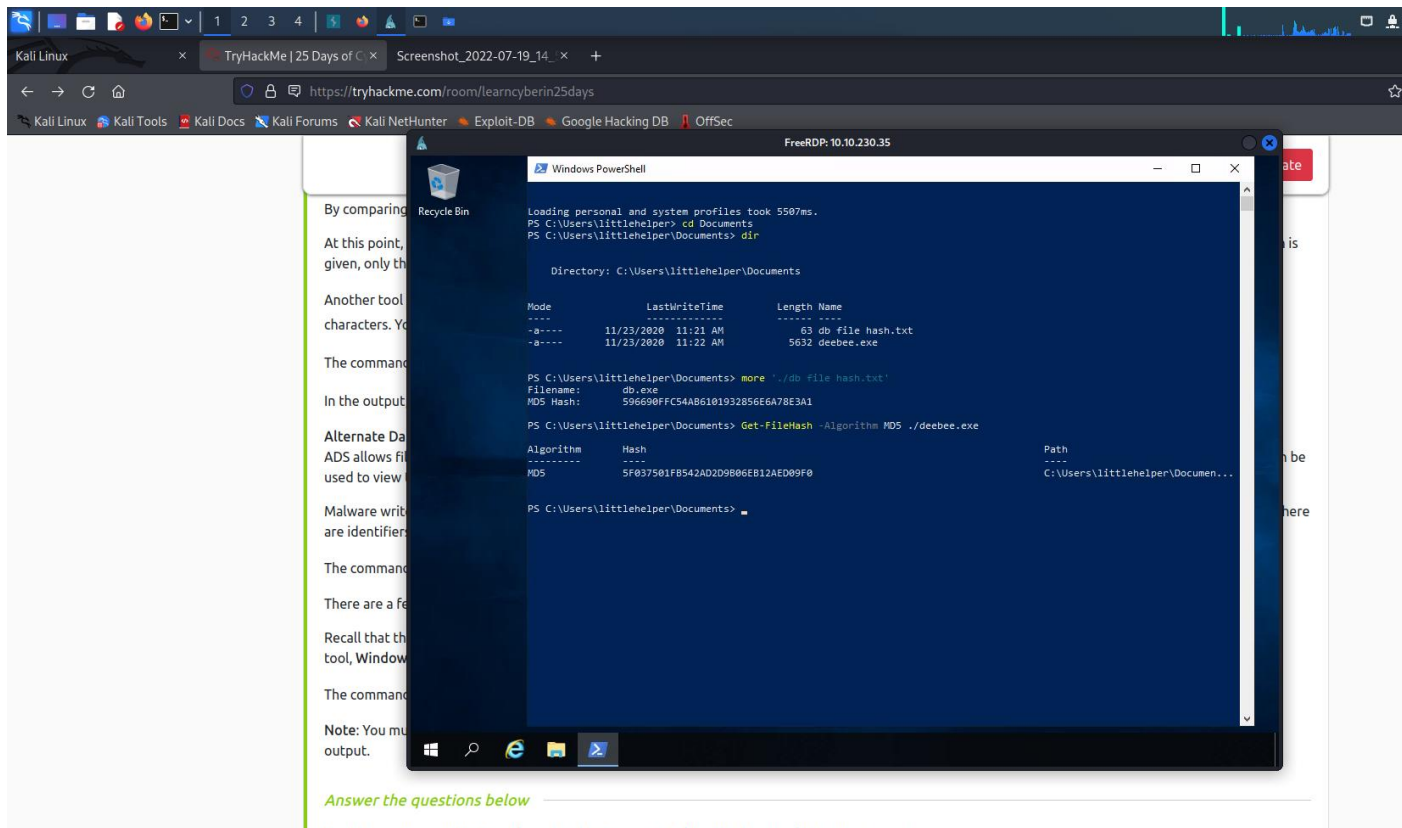 1 2 3 4
Kali Linux
TryHackMe | 25 Days of C
Screenshot_2022-07-19_14_
https://tryhackme.com/room/learncyberin25days
Kali Linux Kali Tools Kali Docs Kali Forums Kali NetHunter Exploit-DB Google Hacking DB OffSec
FreeRDP: 10.10.230.35
Recycle Bin
Windows PowerShell
Loading personal and system profiles took 5507ms.
PS C:\Users\littlehelper> cd Documents
PS C:\Users\littlehelper\Documents> dir
Directory: C:\Users\littlehelper\Documents
Mode LastWriteTime Length Name
---- ------------- ------ ----
-a---- 11/23/2020 11:21 AM 63 db file hash.txt
-a---- 11/23/2020 11:22 AM 5632 deebee.exe
PS C:\Users\littlehelper\Documents> more './db file hash.txt'
Filename: db.exe
MD5 Hash: 596690FFC54AB6101932856E6A78E3A1
PS C:\Users\littlehelper\Documents> Get-FileHash -Algorithm MD5 ./deebee.exe
Algorithm Hash Path
--------- ---- ----
MD5 5F037501FB542AD2D9B06EB12AED09F0 C:\Users\littlehelper\Documen...
PS C:\Users\littlehelper\Documents>
ate
By comparing
At this point, is
given, only th
Another tool
characters. Yo
The command
In the output
Alternate Da
ADS allows fil n be
used to view
Malware write here
are identifiers
The command
There are a fe
Recall that th
tool, Window
The command
Note: You mu
output.
Answer the questions below